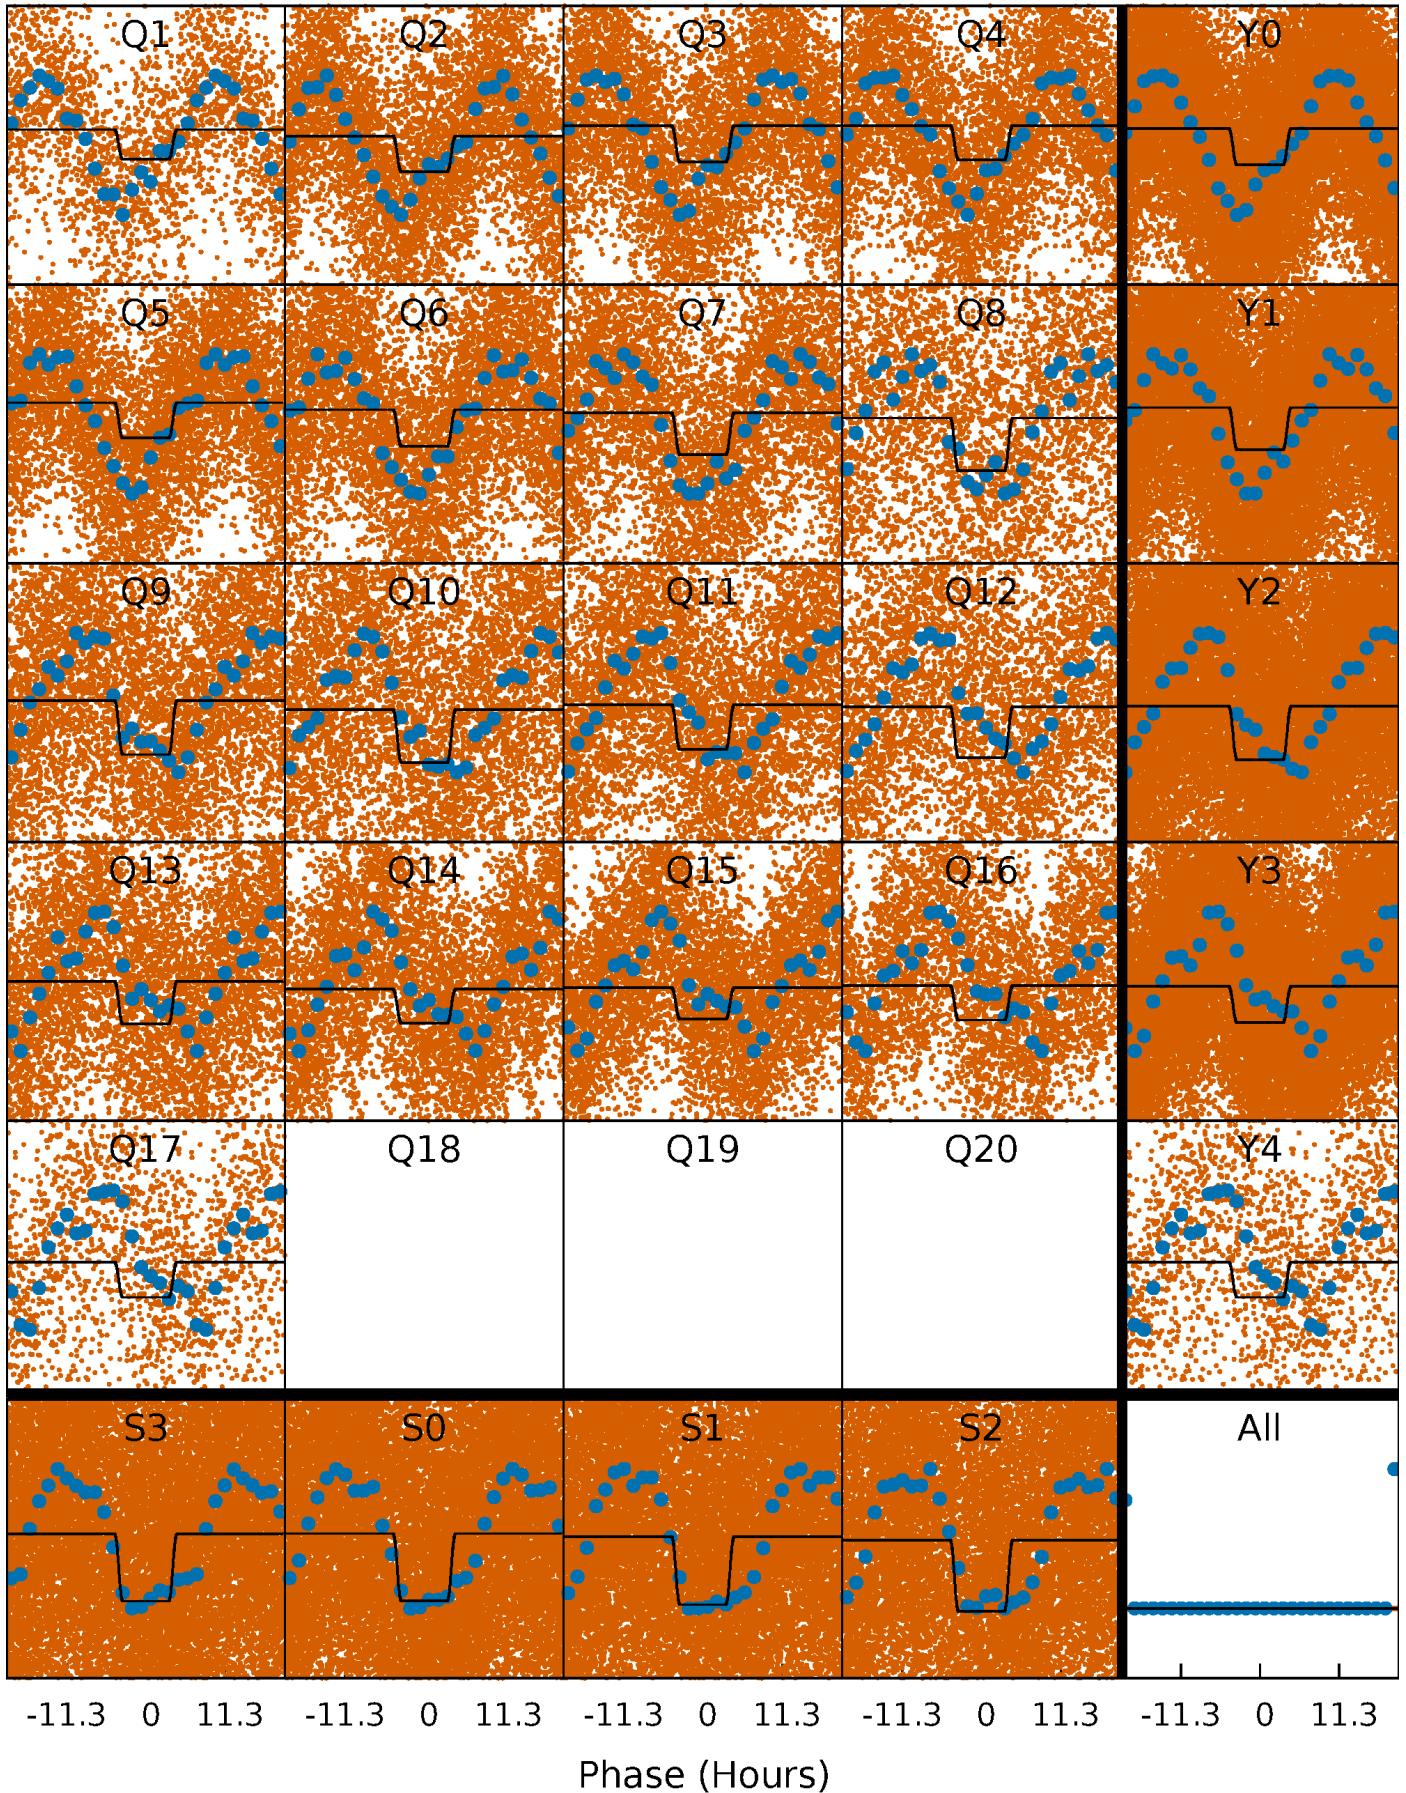 Q1 Q2 Q3 Q4 Y0
Q5 Q6 Q7 Q8 Y1
Q9 Q10 Q11 Q12 Y2
Q13 Q14 Q15 Q16 Y3
Q17 Q18 Q19 Q20 Y4
S3 S0 S1 S2 All
-11.3 0 11.3 -11.3 0 11.3 -11.3 0 11.3 -11.3 0 11.3 -11.3 0 11.3
Phase (Hours)